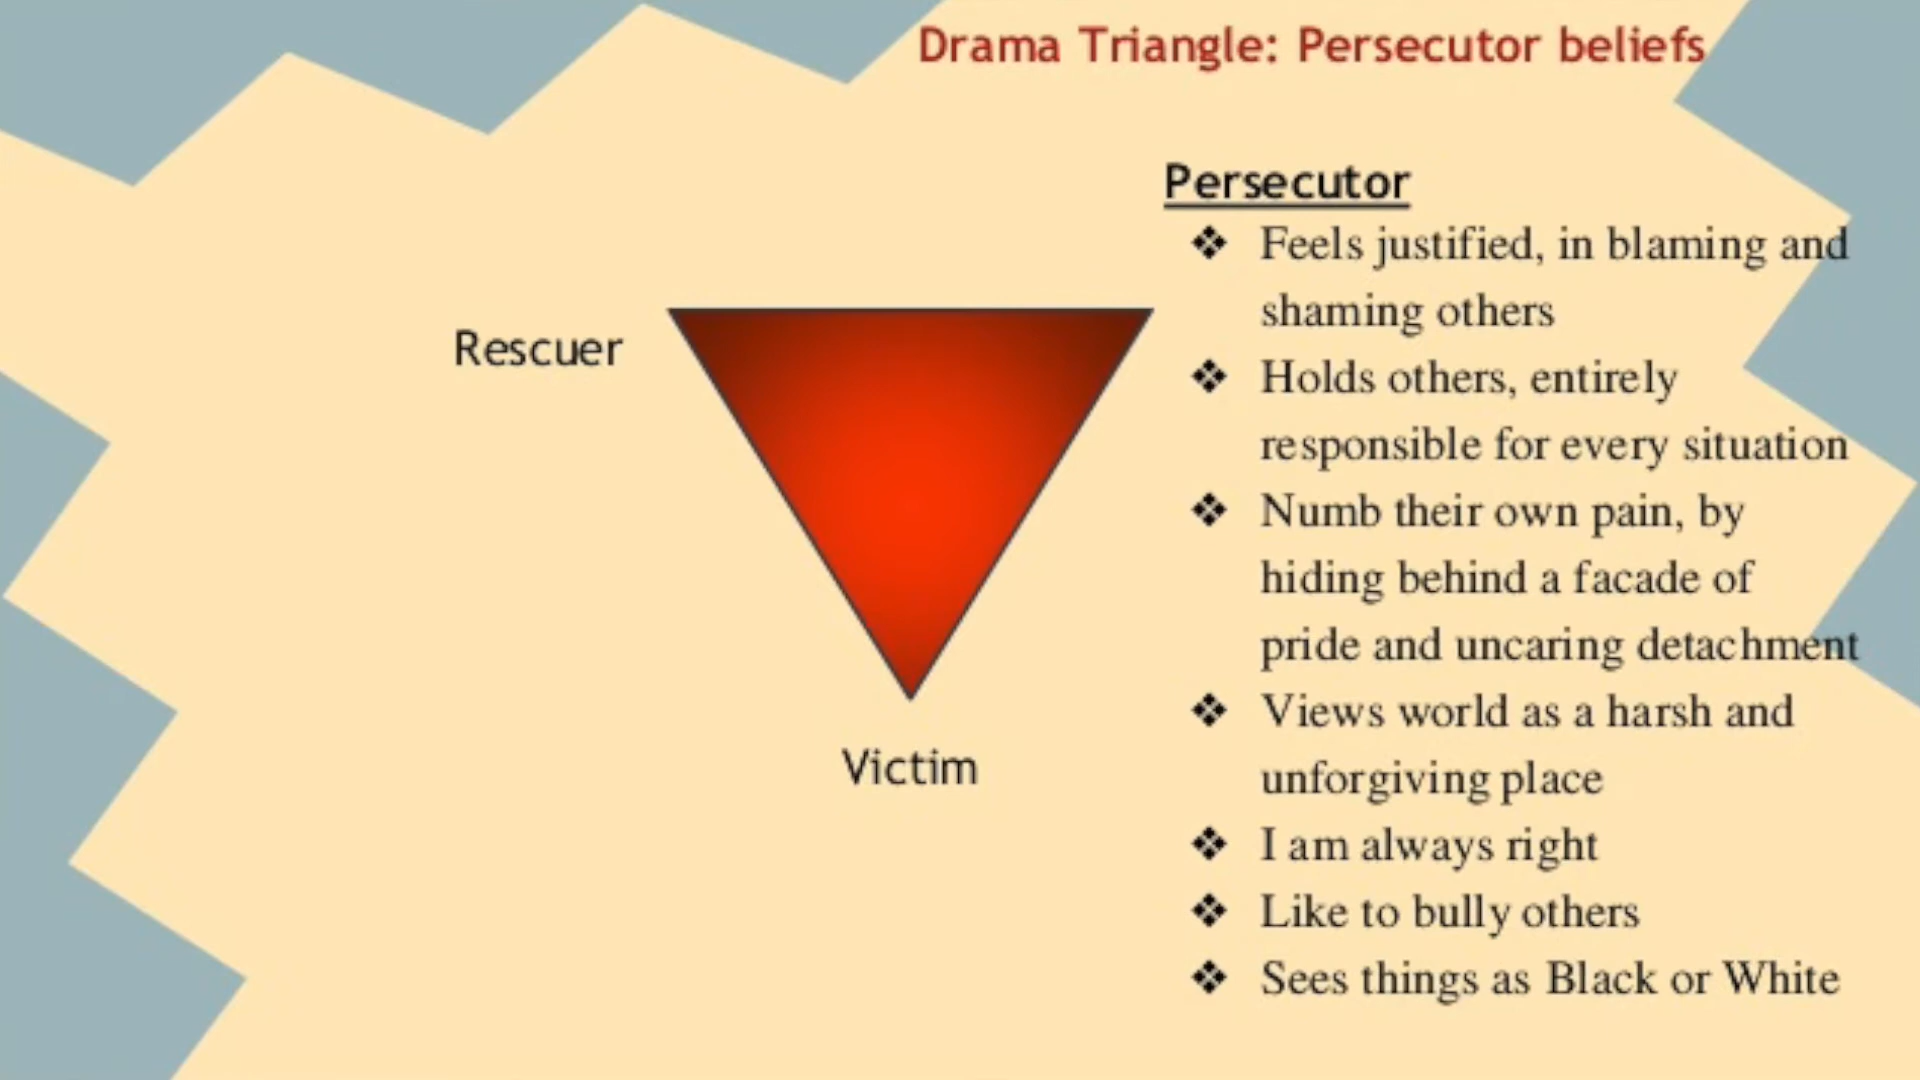 Drama Triangle: Persecutor beliefs
Persecutor
❖ Feels justified, in blaming and
shaming others
❖ Holds others, entirely
responsible for every situation
❖ Numb their own pain, by
hiding behind a facade of
pride and uncaring detachment
❖ Views world as a harsh and
unforgiving place
❖ I am always right
❖ Like to bully others
❖ Sees things as Black or White
Rescuer
Victim